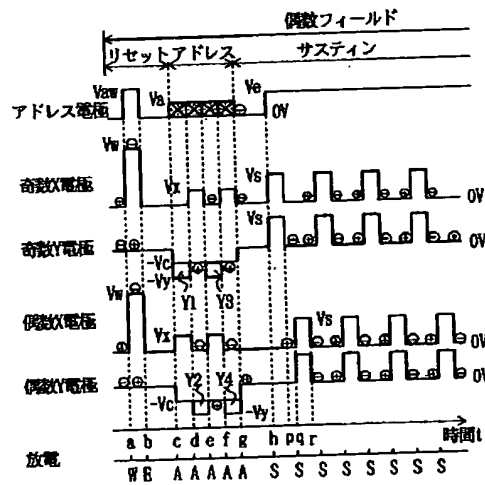 偶数フィールド
リセット アドレス サスティン
Vaw Va Ve
アドレス電極 0V
Vw ⊖
奇数X電極 ⊕ Vx ⊖ ⊕ Vs ⊕ ⊖ ⊕ ⊖ ⊕ ⊖ ⊕ ⊖ 0V
Vs
奇数Y電極 ⊖ ⊕ ⊕ ⊖ ⊖ ⊕ ⊖ ⊕ ⊖ ⊕ ⊖ ⊕ 0V
-Vc
-Vy Y1 Y3
Vw ⊖
偶数X電極 Vx Vs
⊕ ⊖ ⊖ ⊕ ⊖ ⊖ ⊕ ⊖ ⊕ ⊖ ⊕ ⊖ 0V
偶数Y電極 ⊖ ⊕ Y2 Y4 ⊕ ⊖ ⊕ ⊖ ⊕ ⊖ ⊕ ⊖ ⊕ 0V
-Vc -Vy
a b c d e f g h p q r 時間t
放電 W E A A A A A S S S S S S S S